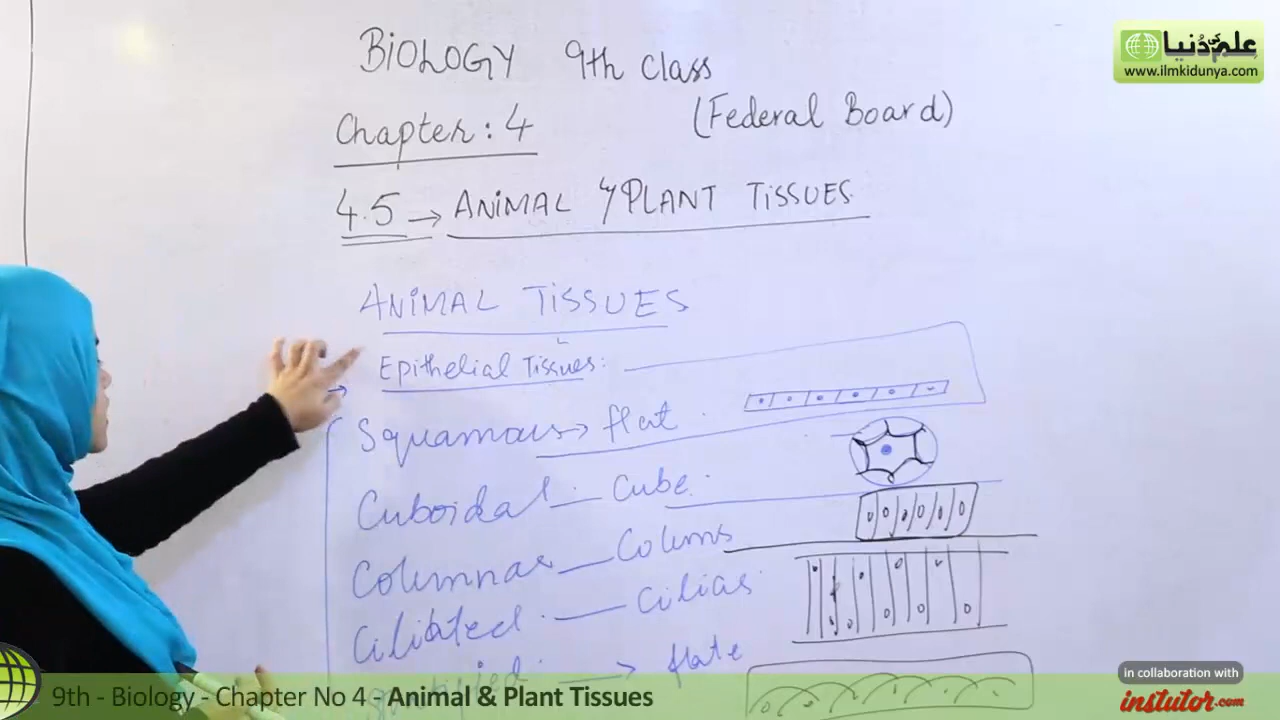 BIOLOGY 9th class
(Federal Board)
Chapter: 4
4.5 → ANIMAL & PLANT TISSUES
ANIMAL TISSUES
Epithelial Tissues:
Squamous → flat
Cuboidal — Cube
Columnar — Colums
Ciliated — Cilias
→ flate
علم کی دُنیا
www.ilmkidunya.com
9th - Biology - Chapter No 4 - Animal & Plant Tissues
In collaboration with
instutor.com